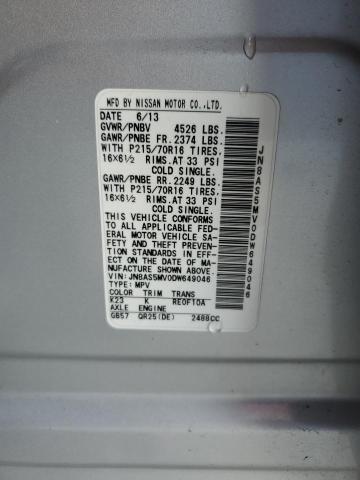 MFD BY NISSAN MOTOR CO.,LTD.
DATE 6/13
GVWR/PNBV 4526 LBS.
GAWR/PNBE FR. 2374 LBS.
WITH P215/70R16 TIRES,
16X6½ RIMS. AT 33 PSI
COLD SINGLE.
GAWR/PNBE RR. 2249 LBS.
WITH P215/70R16 TIRES,
16X6½ RIMS. AT 33 PSI
COLD SINGLE.
THIS VEHICLE CONFORMS
TO ALL APPLICABLE FED-
ERAL MOTOR VEHICLE SA-
FETY AND THEFT PREVEN-
TION STANDARDS IN EFF-
ECT ON THE DATE OF MA-
NUFACTURE SHOWN ABOVE.
VIN: JN8AS5MV0DW649046
TYPE: MPV
COLOR TRIM TRANS
K23 K RE0F10A
AXLE ENGINE
GB57 QR25(DE) 2488CC
JN8AS5MV0DW649046